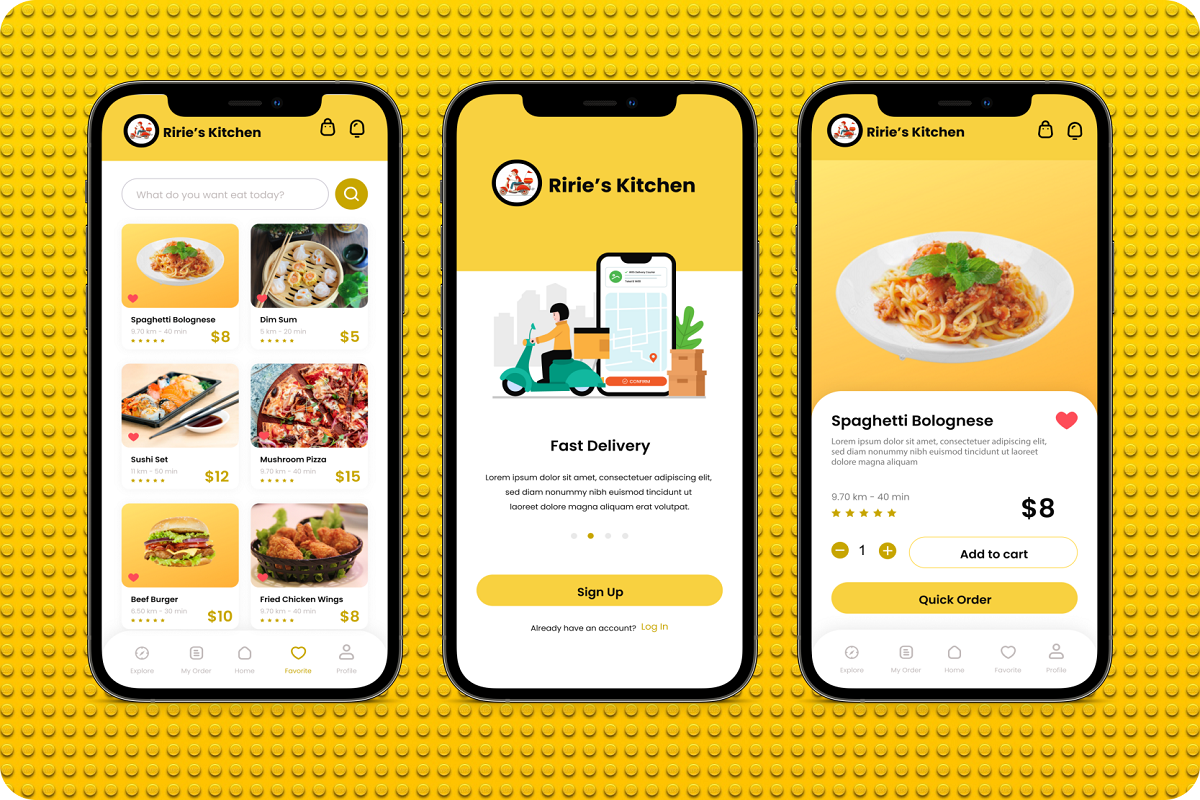 Ririe's Kitchen
What do you want eat today?
Spaghetti Bolognese
9.70 km - 40 min
$8
Dim Sum
5 km - 20 min
$5
Sushi Set
11 km - 50 min
$12
Mushroom Pizza
9.70 km - 40 min
$15
Beef Burger
6.50 km - 30 min
$10
Fried Chicken Wings
9.70 km - 40 min
$8
Explore
My Order
Home
Favorite
Profile
Ririe's Kitchen
CONFIRM
Fast Delivery
Lorem ipsum dolor sit amet, consectetuer adipiscing elit,
sed diam nonummy nibh euismod tincidunt ut
laoreet dolore magna aliquam erat volutpat.
Sign Up
Already have an account? Log In
Ririe's Kitchen
Spaghetti Bolognese
Lorem ipsum dolor sit amet, consectetuer adipiscing elit,
sed diam nonummy nibh euismod tincidunt ut laoreet
dolore magna aliquam
9.70 km - 40 min
$8
1
Add to cart
Quick Order
Explore
My Order
Home
Favorite
Profile